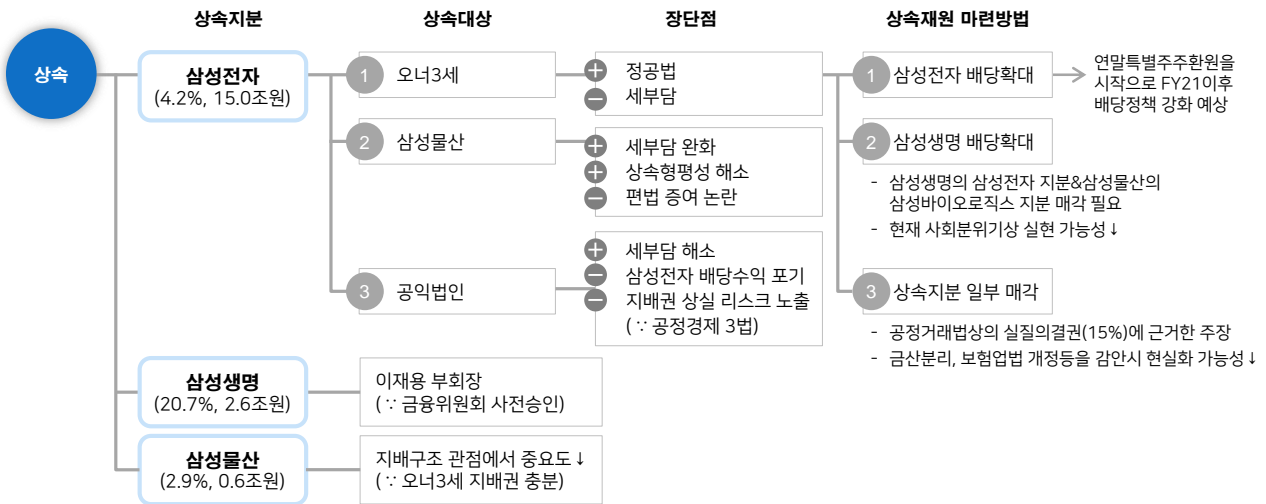 상속지분
상속대상
장단점
상속재원 마련방법
상속
삼성전자
(4.2%, 15.0조원)
1 오너3세
+ 정공법
− 세부담
1 삼성전자 배당확대
연말특별주주환원을
시작으로 FY21이후
배당정책 강화 예상
2 삼성물산
+ 세부담 완화
+ 상속형평성 해소
− 편법 증여 논란
2 삼성생명 배당확대
- 삼성생명의 삼성전자 지분&삼성물산의
삼성바이오로직스 지분 매각 필요
- 현재 사회분위기상 실현 가능성↓
3 공익법인
+ 세부담 해소
− 삼성전자 배당수익 포기
− 지배권 상실 리스크 노출
(∵ 공정경제 3법)
3 상속지분 일부 매각
- 공정거래법상의 실질의결권(15%)에 근거한 주장
- 금산분리, 보험업법 개정등을 감안시 현실화 가능성↓
삼성생명
(20.7%, 2.6조원)
이재용 부회장
(∵ 금융위원회 사전승인)
삼성물산
(2.9%, 0.6조원)
지배구조 관점에서 중요도↓
(∵ 오너3세 지배권 충분)